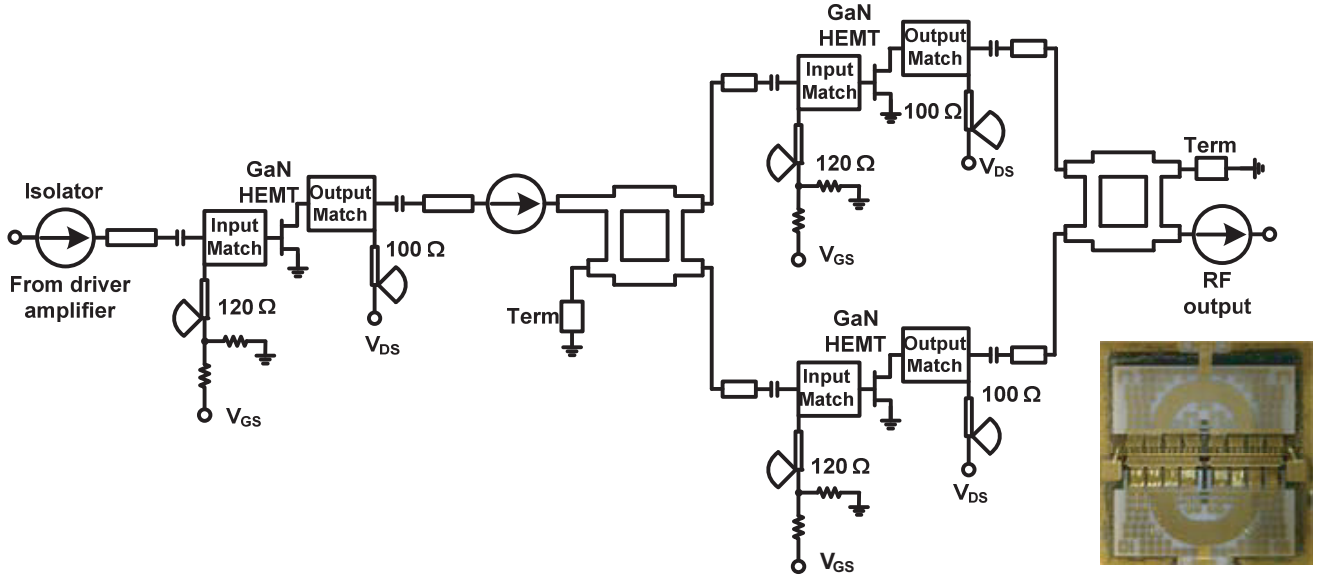 Isolator
From driver
amplifier
GaN
HEMT
Input
Match
Output
Match
120 Ω
100 Ω
VGS
VDS
Term
GaN
HEMT
Input
Match
Output
Match
120 Ω
100 Ω
VGS
VDS
GaN
HEMT
Input
Match
Output
Match
120 Ω
100 Ω
VGS
VDS
Term
RF
output